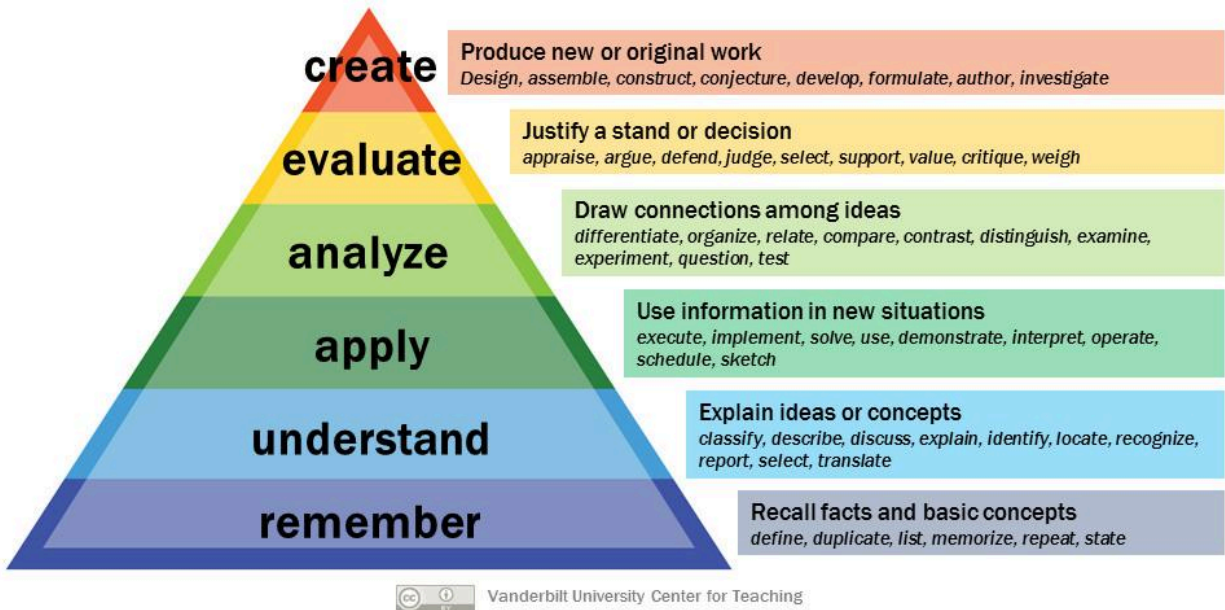 create
Produce new or original work
Design, assemble, construct, conjecture, develop, formulate, author, investigate
evaluate
Justify a stand or decision
appraise, argue, defend, judge, select, support, value, critique, weigh
analyze
Draw connections among ideas
differentiate, organize, relate, compare, contrast, distinguish, examine,
experiment, question, test
apply
Use information in new situations
execute, implement, solve, use, demonstrate, interpret, operate,
schedule, sketch
understand
Explain ideas or concepts
classify, describe, discuss, explain, identify, locate, recognize,
report, select, translate
remember
Recall facts and basic concepts
define, duplicate, list, memorize, repeat, state
cc
BY
Vanderbilt University Center for Teaching